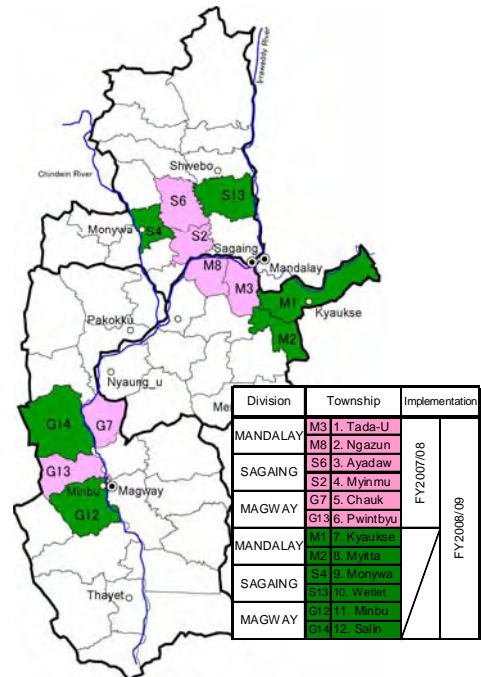 Irrawaddy River
Shwebo
Chindwin River
S6
S13
Monywa
S4
S2
Sagaing
Mandalay
M8
M3
M1
Kyaukse
Pakokku
M2
Nyaung_u
G14
G7
G13
Minbu
Magway
G12
Thayet
Division Township Implementation
MANDALAY
M3 1. Tada-U
M8 2. Ngazun
SAGAING
S6 3. Ayadaw
S2 4. Myinmu
MAGWAY
G7 5. Chauk
G13 6. Pwintbyu
FY2007/08
MANDALAY
M1 7. Kyaukse
M2 8. Myitta
SAGAING
S4 9. Monywa
S13 10. Wetlet
MAGWAY
G12 11. Minbu
G14 12. Salin
FY2008/09